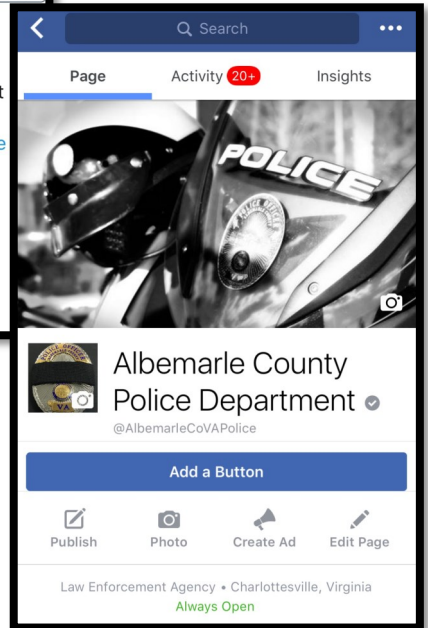 Search
Page
Activity 20+
Insights
POLICE
Albemarle County
Police Department
@AlbemarleCoVAPolice
Add a Button
Publish
Photo
Create Ad
Edit Page
Law Enforcement Agency • Charlottesville, Virginia
Always Open